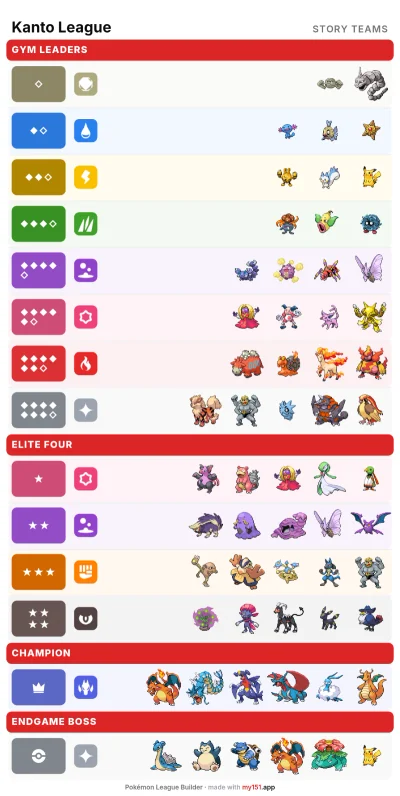 Kanto League
STORY TEAMS
GYM LEADERS
ELITE FOUR
CHAMPION
ENDGAME BOSS
Pokémon League Builder · made with my151.app